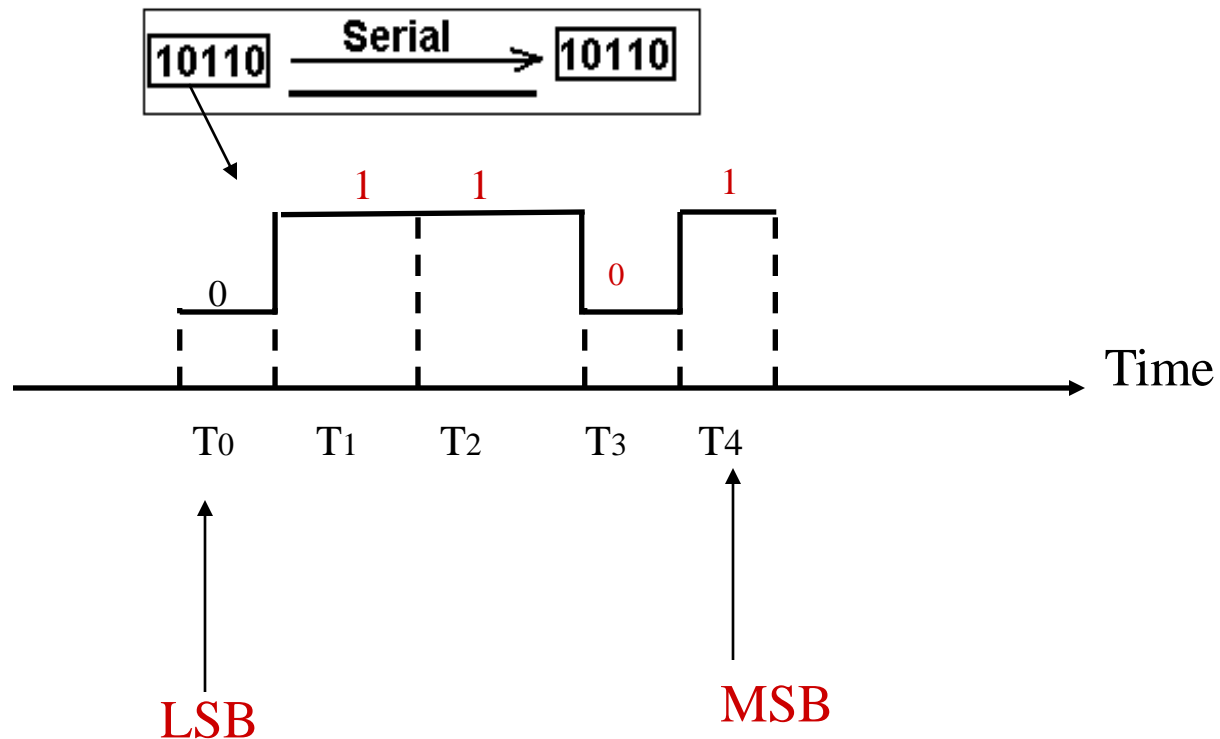 Serial
10110 10110
1 1 1
0 0
Time
T0 T1 T2 T3 T4
LSB MSB